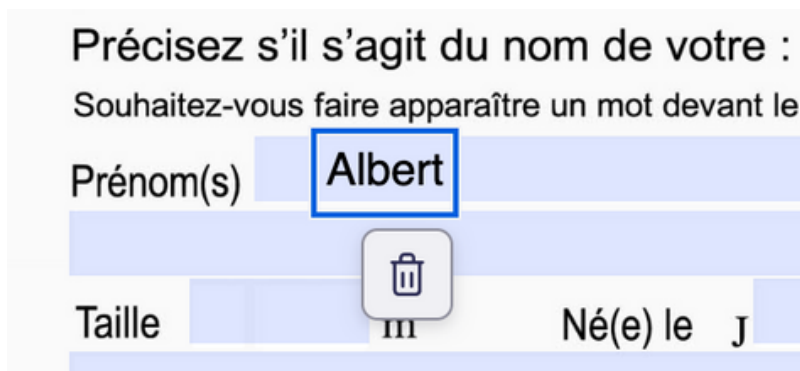 Précisez s’il s’agit du nom de votre :
Souhaitez-vous faire apparaître un mot devant le
Prénom(s) Albert
Taille m Né(e) le J